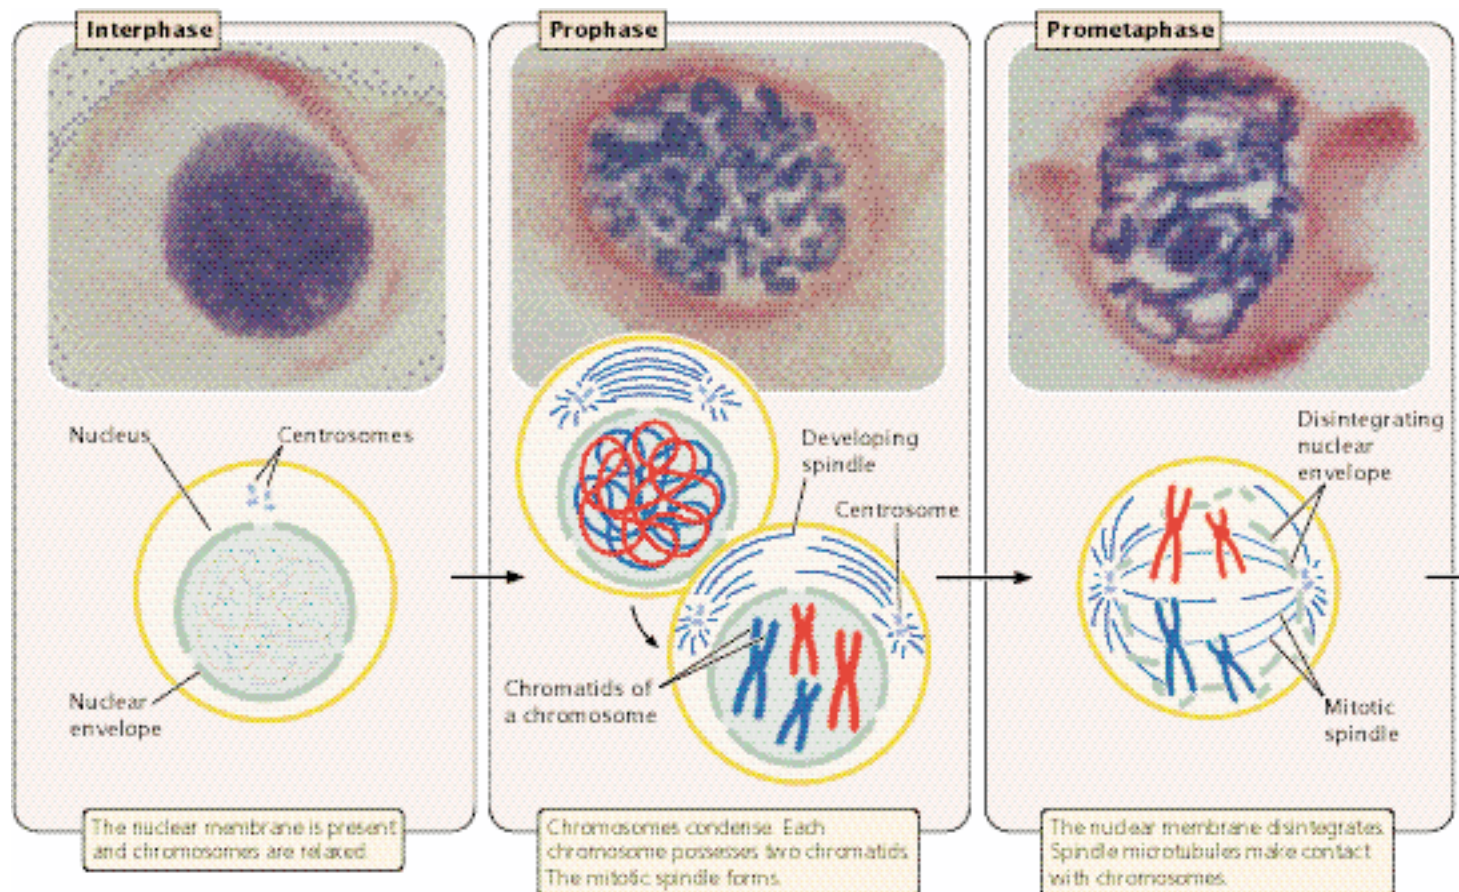 Interphase
Nucleus
Centrosomes
Nuclear
envelope
The nuclear membrane is present
and chromosomes are relaxed.
Prophase
Developing
spindle
Centrosome
Chromatids of
a chromosome
Chromosomes condense. Each
chromosome possesses two chromatids.
The mitotic spindle forms.
Prometaphase
Disintegrating
nuclear
envelope
Mitotic
spindle
The nuclear membrane disintegrates.
Spindle microtubules make contact
with chromosomes.